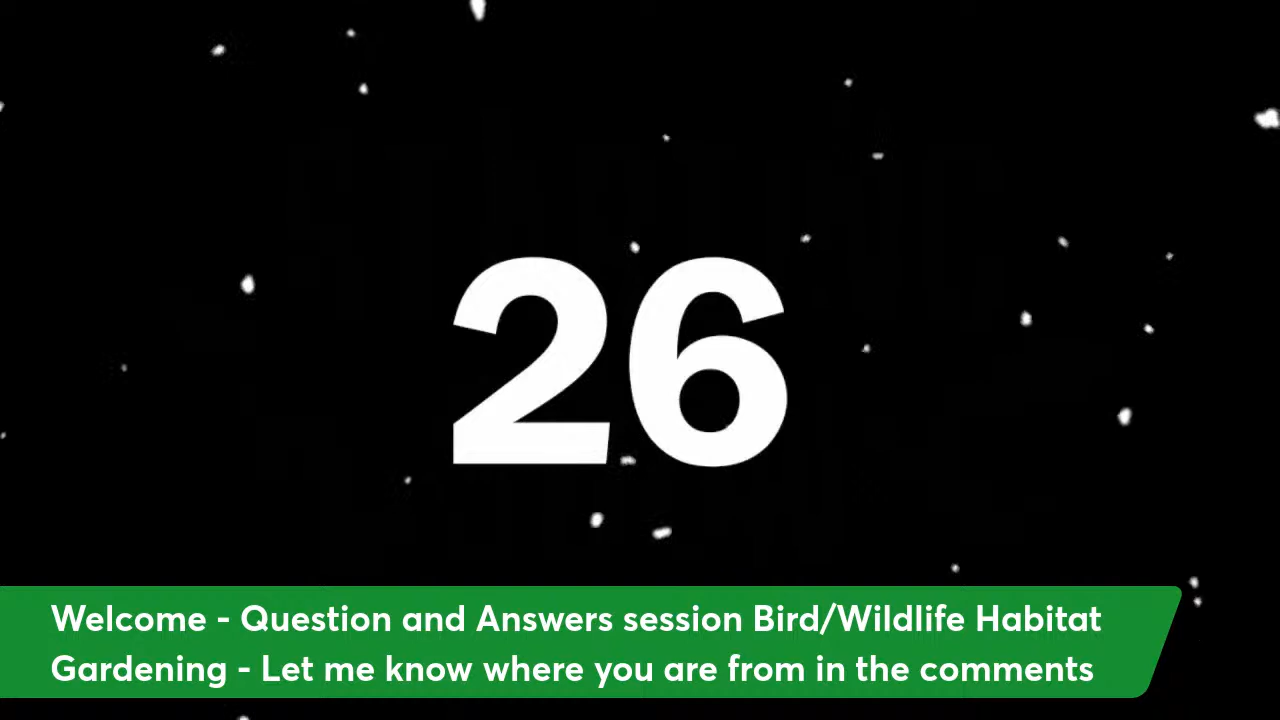 26
Welcome - Question and Answers session Bird/Wildlife Habitat
Gardening - Let me know where you are from in the comments